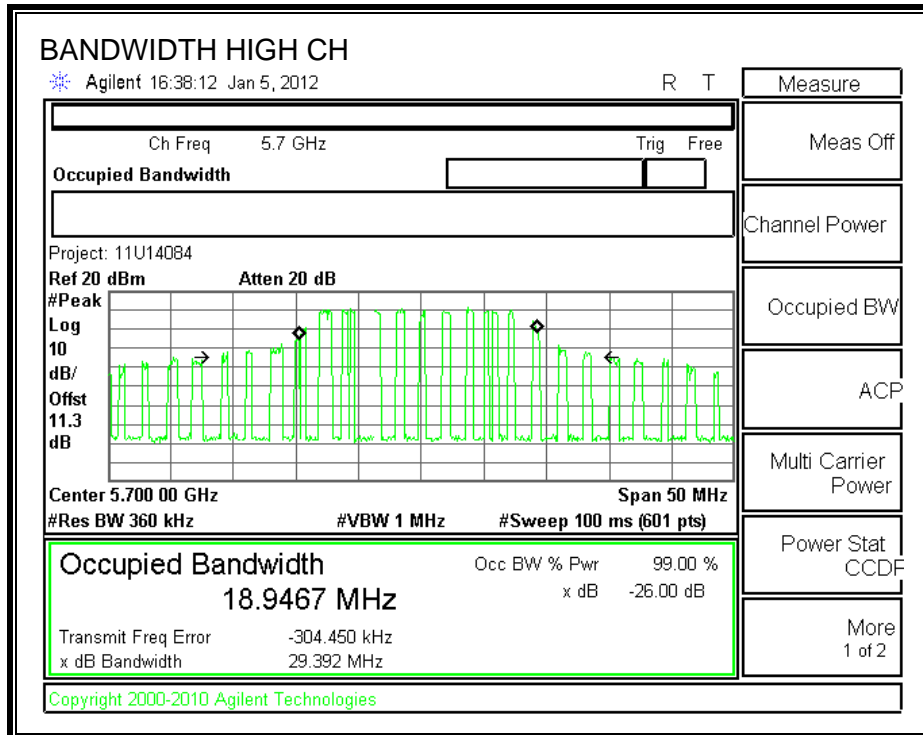 BANDWIDTH HIGH CH
Agilent 16:38:12 Jan 5, 2012 R T
Measure
Ch Freq 5.7 GHz Trig Free
Occupied Bandwidth
Meas Off
Channel Power
Occupied BW
ACP
Multi Carrier
Power
Power Stat
CCDF
More
1 of 2
Project: 11U14084
Ref 20 dBm Atten 20 dB
#Peak
Log
10
dB/
Offst
11.3
dB
Center 5.700 00 GHz Span 50 MHz
#Res BW 360 kHz #VBW 1 MHz #Sweep 100 ms (601 pts)
Occupied Bandwidth
18.9467 MHz
Occ BW % Pwr 99.00 %
x dB -26.00 dB
Transmit Freq Error -304.450 kHz
x dB Bandwidth 29.392 MHz
Copyright 2000-2010 Agilent Technologies